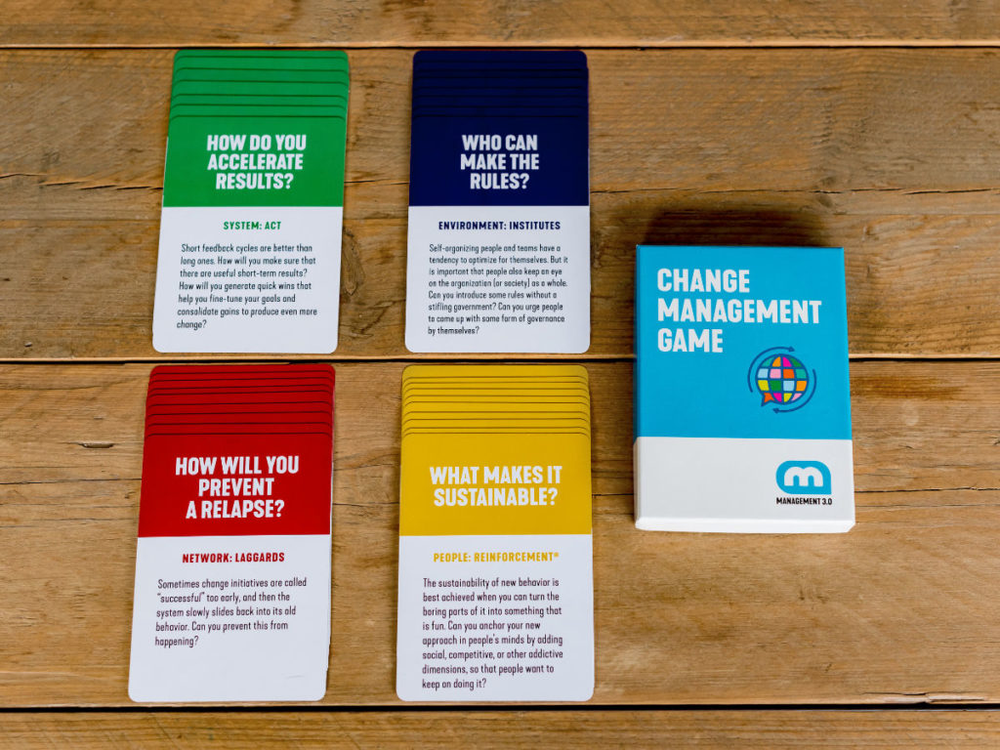 HOW DO YOU
ACCELERATE
RESULTS?
SYSTEM: ACT
Short feedback cycles are better than
long ones. How will you make sure that
there are useful short-term results?
How will you generate quick wins that
help you fine-tune your goals and
consolidate gains to produce even more
change?
WHO CAN
MAKE THE
RULES?
ENVIRONMENT: INSTITUTES
Self-organizing people and teams have a
tendency to optimize for themselves. But it
is important that people also keep an eye
on the organization (or society) as a whole.
Can you introduce some rules without a
stifling government? Can you urge people
to come up with some form of governance
by themselves?
CHANGE
MANAGEMENT
GAME
m
MANAGEMENT 3.0
HOW WILL YOU
PREVENT
A RELAPSE?
NETWORK: LAGGARDS
Sometimes change initiatives are called
“successful” too early, and then the
system slowly slides back into its old
behavior. Can you prevent this from
happening?
WHAT MAKES IT
SUSTAINABLE?
PEOPLE: REINFORCEMENT®
The sustainability of new behavior is
best achieved when you can turn the
boring parts of it into something that
is fun. Can you anchor your new
approach in people's minds by adding
social, competitive, or other addictive
dimensions, so that people want to
keep on doing it?